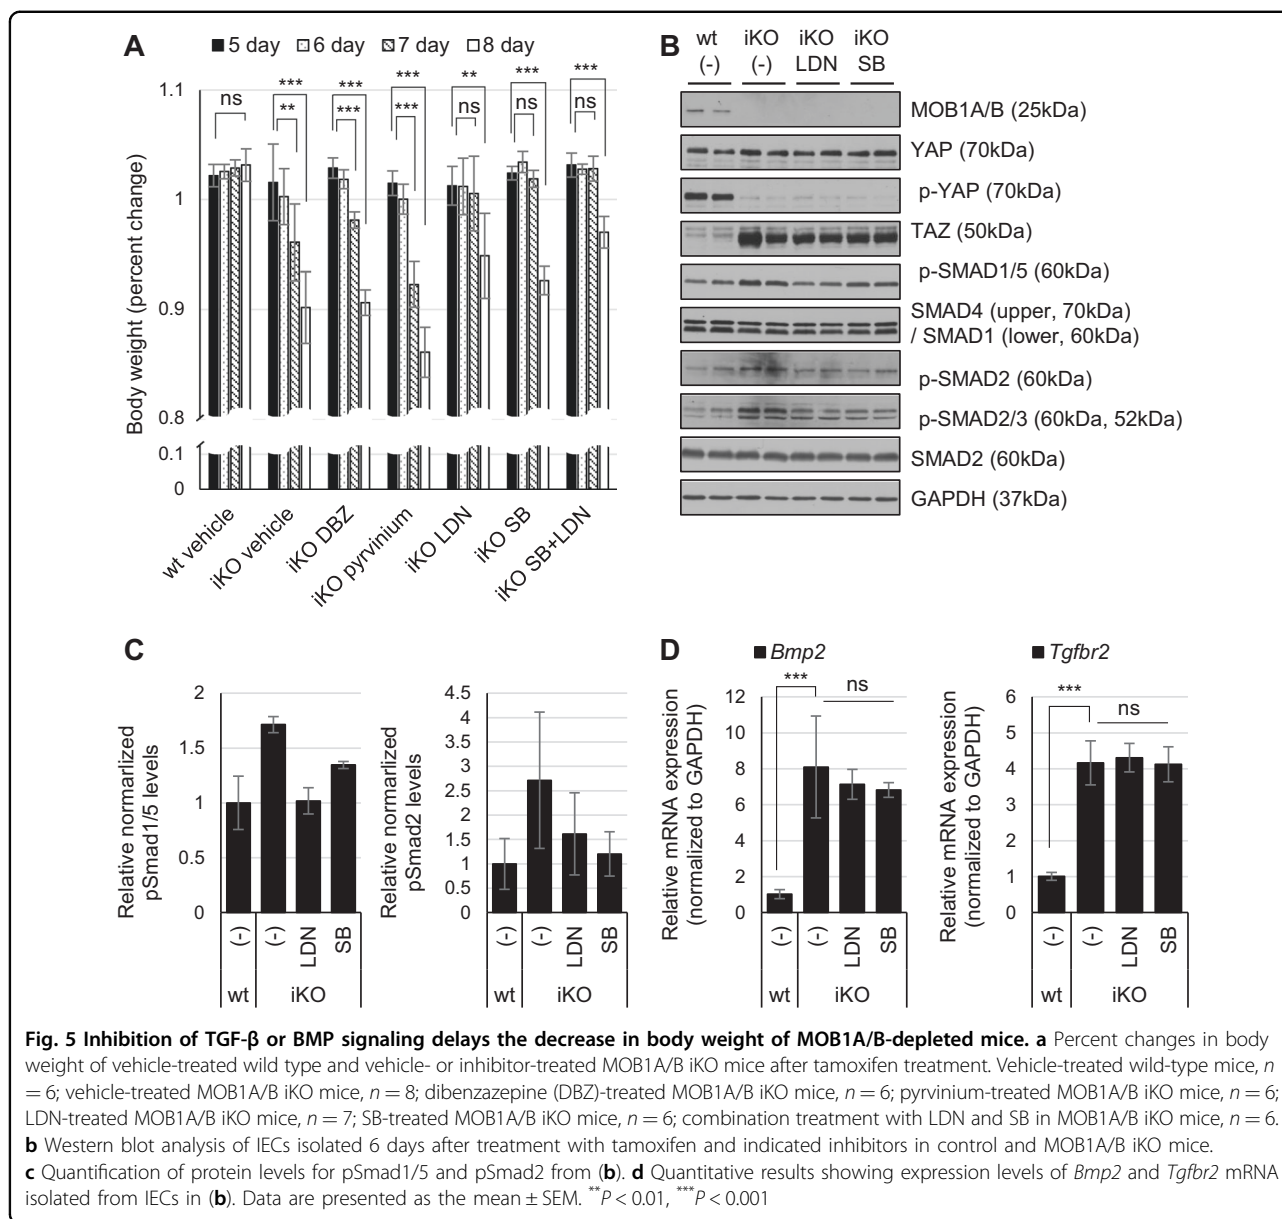 A
■ 5 day □ 6 day ▨ 7 day □ 8 day
Body weight (percent change)
1.1
1
0.9
0.8
0.1
0
ns
***
**
***
***
***
***
**
ns
***
ns
***
ns
wt vehicle
iKO vehicle
iKO DBZ
iKO pyrvinium
iKO LDN
iKO SB
iKO SB+LDN
B
wt iKO iKO iKO
(-) (-) LDN SB
MOB1A/B (25kDa)
YAP (70kDa)
p-YAP (70kDa)
TAZ (50kDa)
p-SMAD1/5 (60kDa)
SMAD4 (upper, 70kDa)
/ SMAD1 (lower, 60kDa)
p-SMAD2 (60kDa)
p-SMAD2/3 (60kDa, 52kDa)
SMAD2 (60kDa)
GAPDH (37kDa)
C
Relative normarlized
pSmad1/5 levels
2
1.5
1
0.5
0
(-) (-) LDN SB
wt iKO
Relative normarlized
pSmad2 levels
4.5
4
3.5
3
2.5
2
1.5
1
0.5
0
(-) (-) LDN SB
wt iKO
D
■ Bmp2
Relative mRNA expression
(normalized to GAPDH)
12
10
8
6
4
2
0
***
ns
(-) (-) LDN SB
wt iKO
■ Tgfbr2
Relative mRNA expression
(normalized to GAPDH)
6
5
4
3
2
1
0
***
ns
(-) (-) LDN SB
wt iKO
Fig. 5 Inhibition of TGF-β or BMP signaling delays the decrease in body weight of MOB1A/B-depleted mice. a Percent changes in body
weight of vehicle-treated wild type and vehicle- or inhibitor-treated MOB1A/B iKO mice after tamoxifen treatment. Vehicle-treated wild-type mice, n
= 6; vehicle-treated MOB1A/B iKO mice, n = 8; dibenzazepine (DBZ)-treated MOB1A/B iKO mice, n = 6; pyrvinium-treated MOB1A/B iKO mice, n = 6;
LDN-treated MOB1A/B iKO mice, n = 7; SB-treated MOB1A/B iKO mice, n = 6; combination treatment with LDN and SB in MOB1A/B iKO mice, n = 6.
b Western blot analysis of IECs isolated 6 days after treatment with tamoxifen and indicated inhibitors in control and MOB1A/B iKO mice.
c Quantification of protein levels for pSmad1/5 and pSmad2 from (b). d Quantitative results showing expression levels of Bmp2 and Tgfbr2 mRNA
isolated from IECs in (b). Data are presented as the mean ± SEM. **P < 0.01, ***P < 0.001